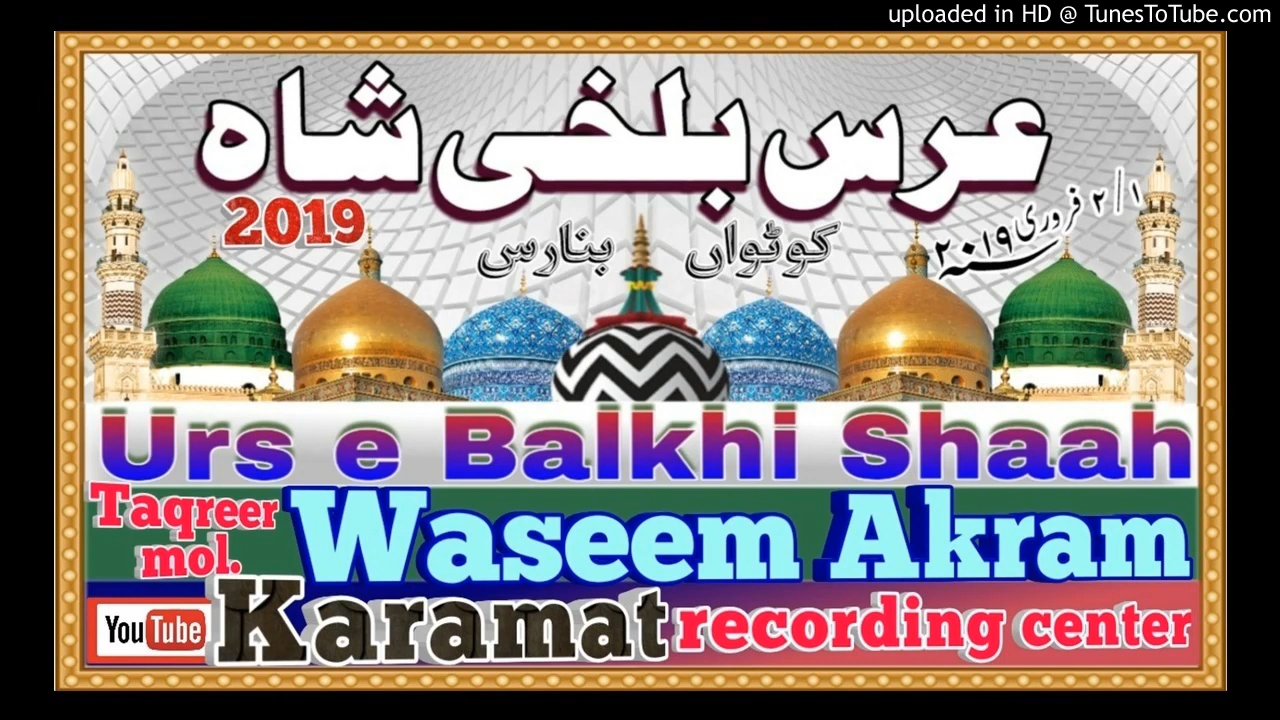 uploaded in HD @ TunesToTube.com
عرس بلخی شاہ
2019
کوٹواں بنارس
۱/۲ فروری ۲۰۱۹
Urs e Balkhi Shaah
Taqreer mol. Waseem Akram
YouTube Karamat recording center